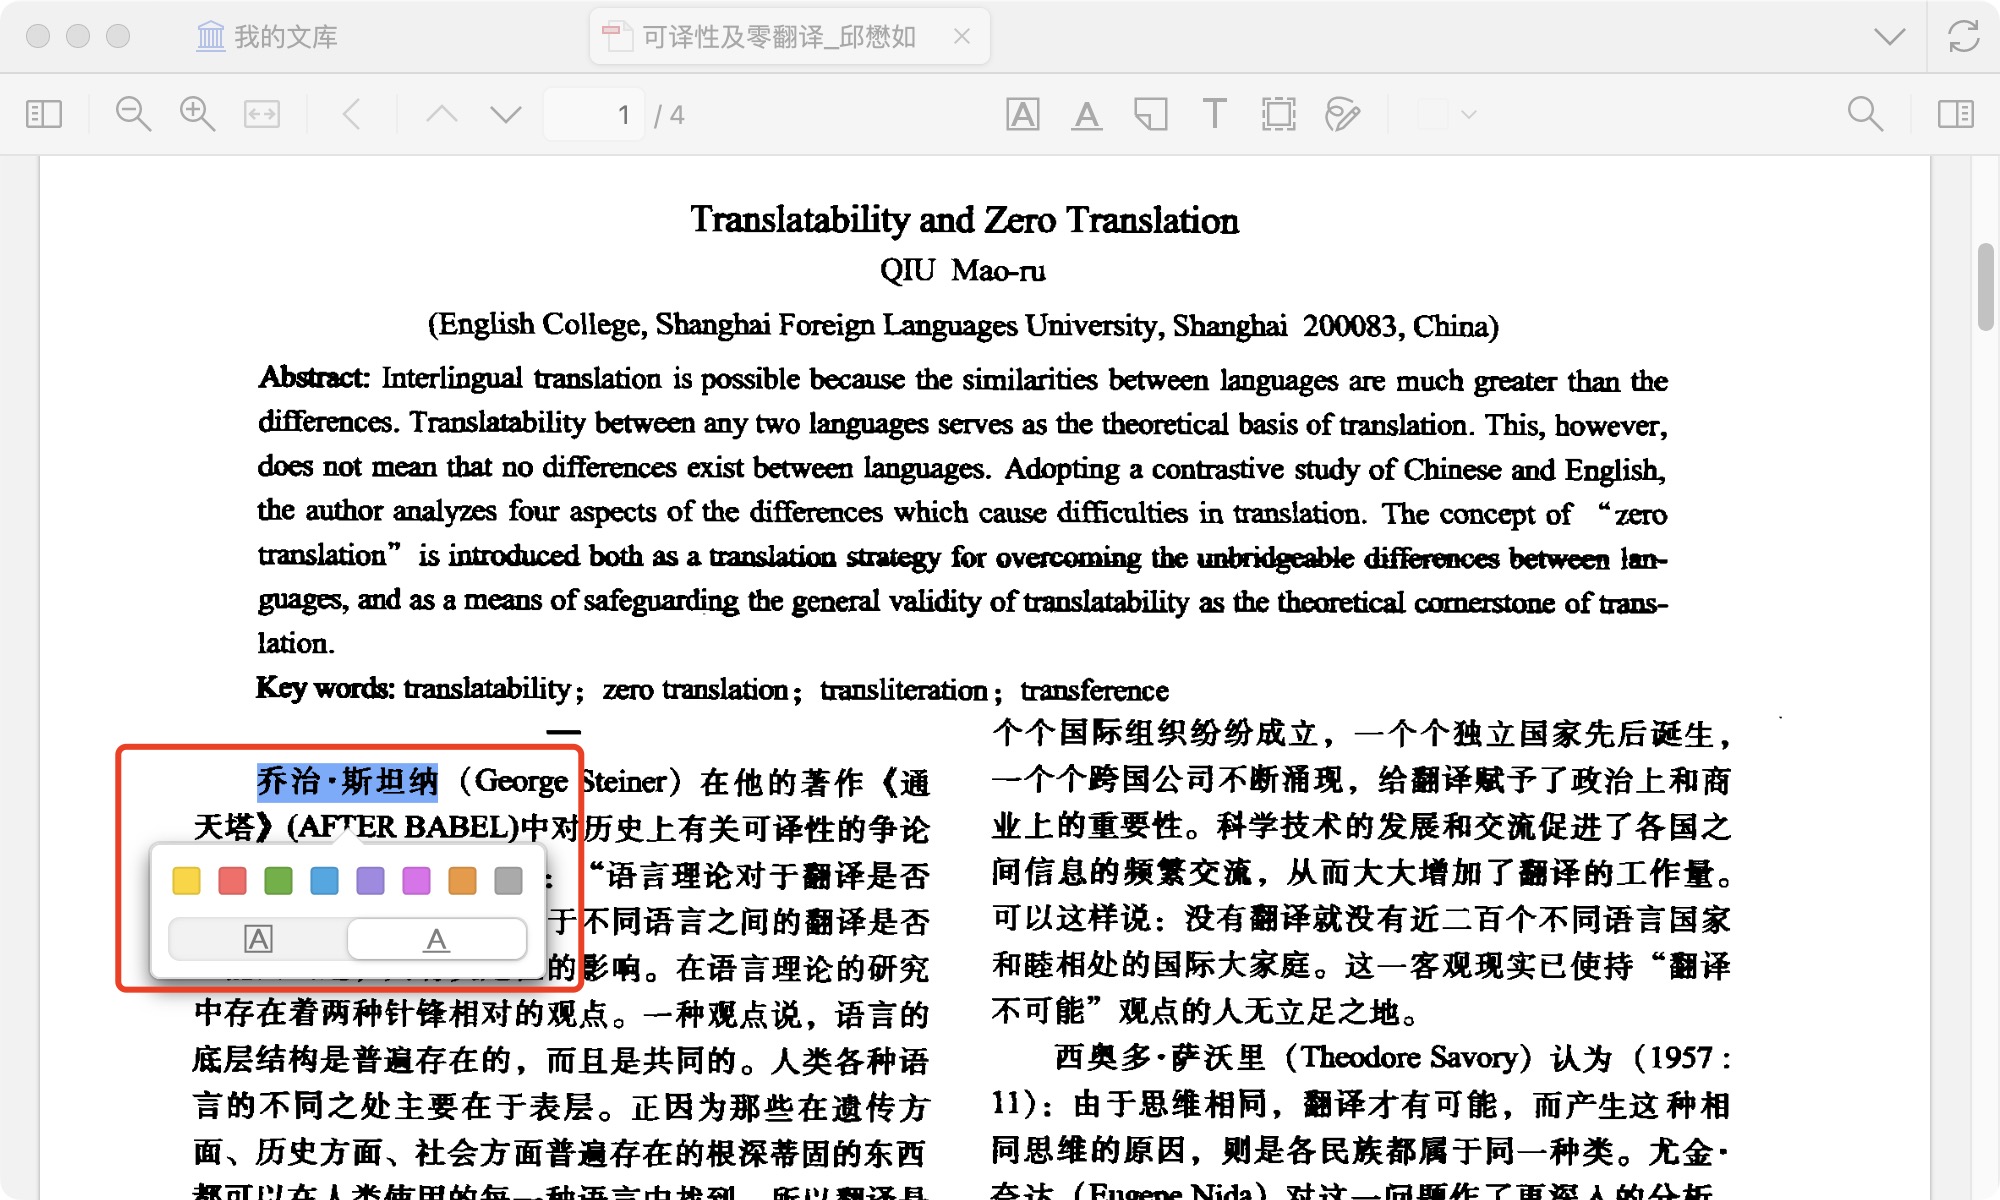 我的文库
可译性及零翻译_邱懋如
1 / 4
Translatability and Zero Translation
QIU Mao-ru
(English College, Shanghai Foreign Languages University, Shanghai 200083, China)
Abstract: Interlingual translation is possible because the similarities between languages are much greater than the
differences. Translatability between any two languages serves as the theoretical basis of translation. This, however,
does not mean that no differences exist between languages. Adopting a contrastive study of Chinese and English,
the author analyzes four aspects of the differences which cause difficulties in translation. The concept of “zero
translation” is introduced both as a translation strategy for overcoming the unbridgeable differences between lan-
guages, and as a means of safeguarding the general validity of translatability as the theoretical cornerstone of trans-
lation.
Key words: translatability; zero translation; transliteration; transference
一
乔治·斯坦纳（George Steiner）在他的著作《通
天塔》(AFTER BABEL)中对历史上有关可译性的争论
：“语言理论对于翻译是否
于不同语言之间的翻译是否
的影响。在语言理论的研究
中存在着两种针锋相对的观点。一种观点说，语言的
底层结构是普遍存在的，而且是共同的。人类各种语
言的不同之处主要在于表层。正因为那些在遗传方
面、历史方面、社会方面普遍存在的根深蒂固的东西
都可以在人类使用的每一种语言中找到，所以翻译是
个个国际组织纷纷成立，一个个独立国家先后诞生，
一个个跨国公司不断涌现，给翻译赋予了政治上和商
业上的重要性。科学技术的发展和交流促进了各国之
间信息的频繁交流，从而大大增加了翻译的工作量。
可以这样说：没有翻译就没有近二百个不同语言国家
和睦相处的国际大家庭。这一客观现实已使持“翻译
不可能”观点的人无立足之地。
西奥多·萨沃里（Theodore Savory）认为（1957：
11)：由于思维相同，翻译才有可能，而产生这种相
同思维的原因，则是各民族都属于同一种类。尤金·
奈达（Eugene Nida）对这一问题作了更深入的分析，